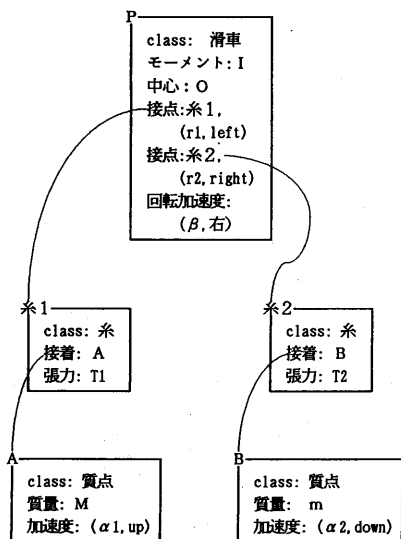 P
class: 滑車
モーメント: I
中心: O
接点:糸1,
(r1,left)
接点:糸2,
(r2,right)
回転加速度:
(β,右)
糸1
class: 糸
接着: A
張力: T1
糸2
class: 糸
接着: B
張力: T2
A
class: 質点
質量: M
加速度: (α1,up)
B
class: 質点
質量: m
加速度: (α2,down)